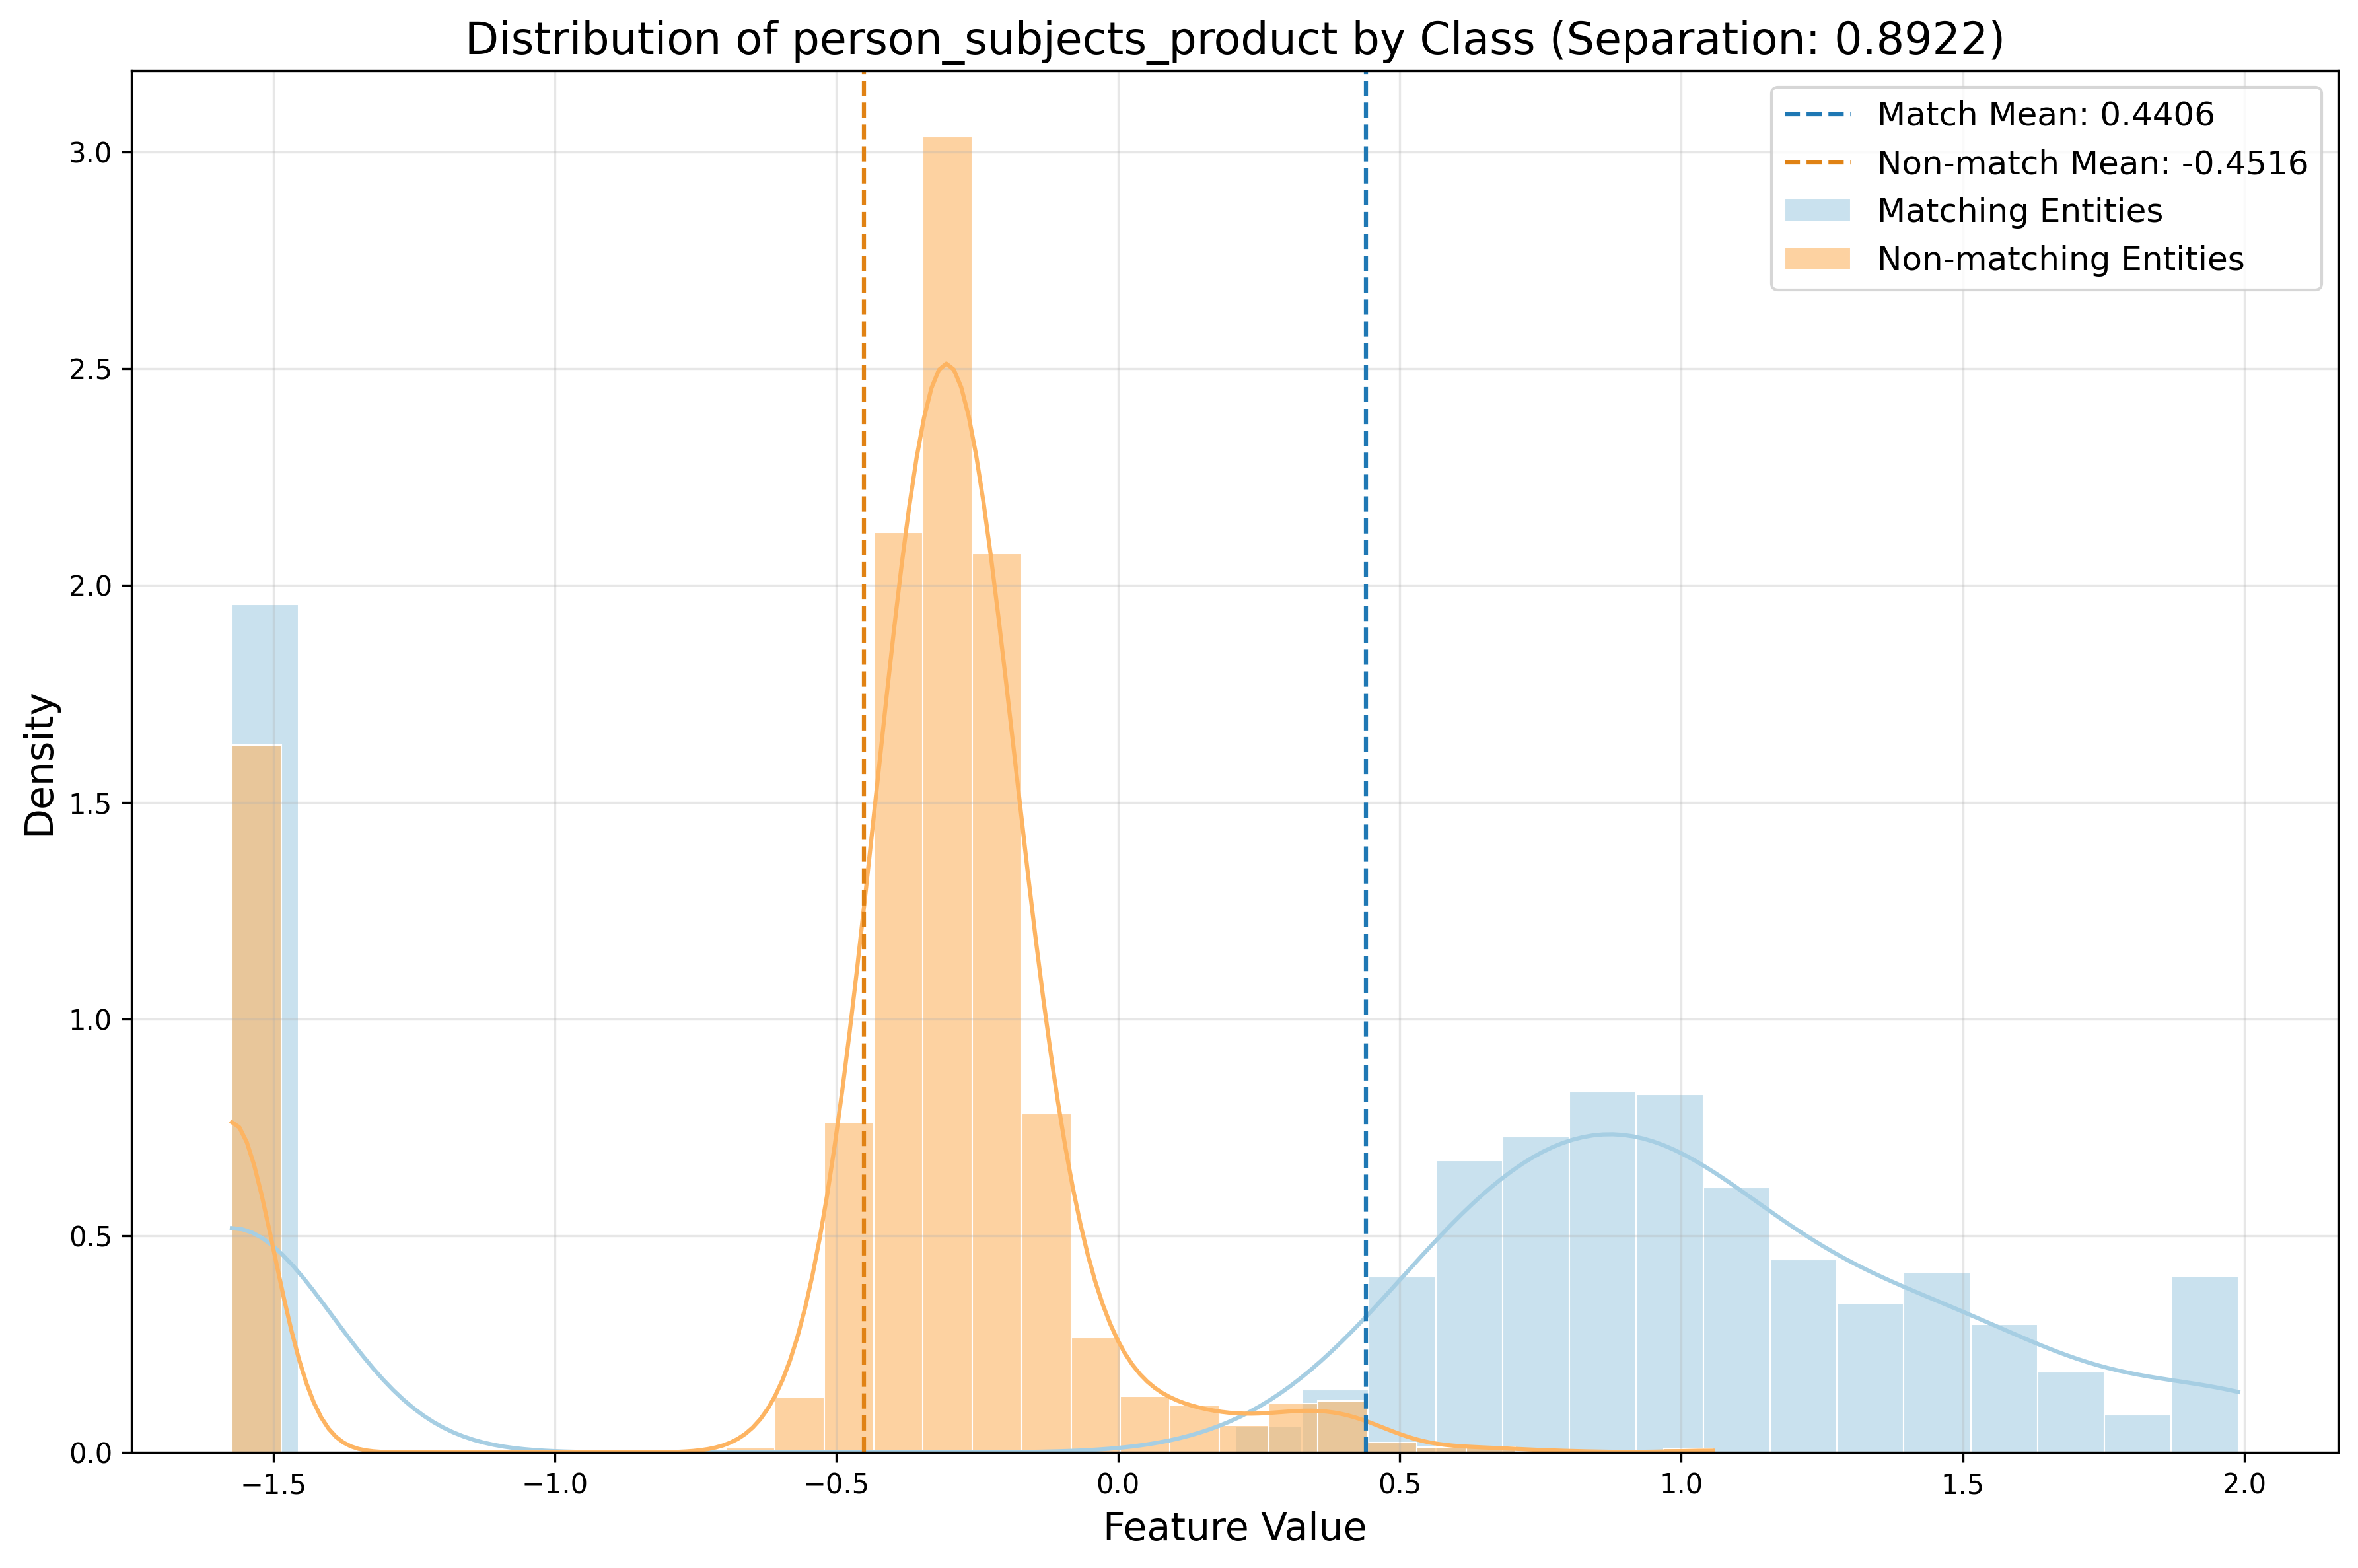 Distribution of person_subjects_product by Class (Separation: 0.8922)
Match Mean: 0.4406
Non-match Mean: -0.4516
Matching Entities
Non-matching Entities
Density
3.0
2.5
2.0
1.5
1.0
0.5
0.0
−1.5 −1.0 −0.5 0.0 0.5 1.0 1.5 2.0
Feature Value